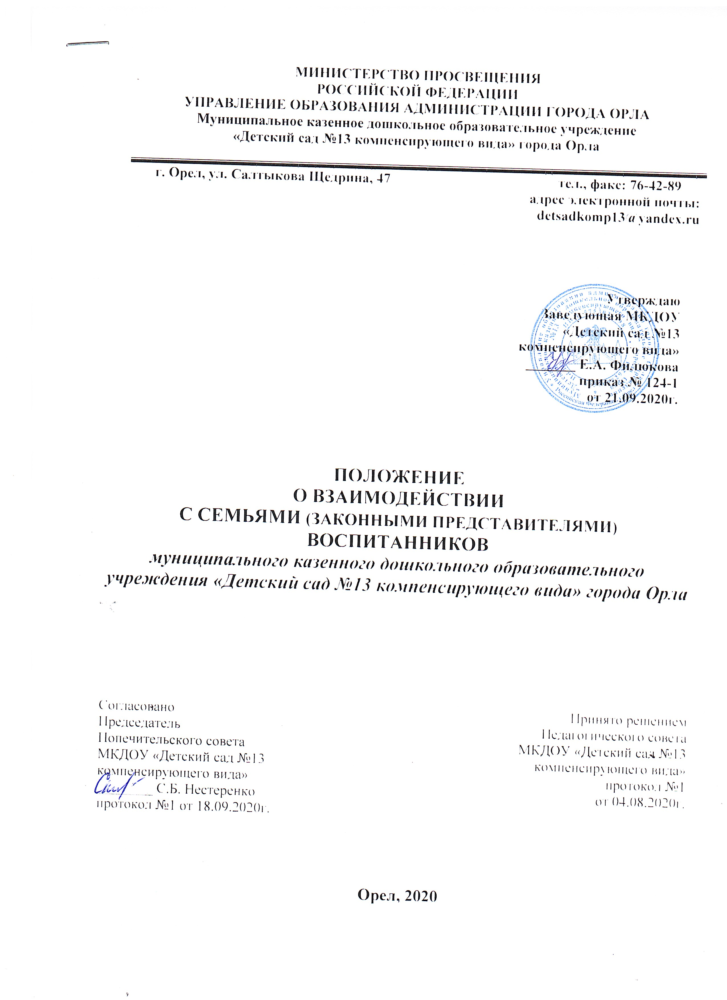 МИНИСТЕРСТВО ПРОСВЕЩЕНИЯ
РОССИЙСКОЙ ФЕДЕРАЦИИ
УПРАВЛЕНИЕ ОБРАЗОВАНИЯ АДМИНИСТРАЦИИ ГОРОДА ОРЛА
Муниципальное казенное дошкольное образовательное учреждение
«Детский сад №13 компенсирующего вида» города Орла
г. Орел, ул. Салтыкова Щедрина, 47
тел., факс: 76-42-89
адрес электронной почты:
detsadkomp13@yandex.ru
Утверждаю
Заведующая МКДОУ
«Детский сад №13
компенсирующего вида»
Е.А. Филюкова
приказ № 124-1
от 21.09.2020г.
ПОЛОЖЕНИЕ
О ВЗАИМОДЕЙСТВИИ
С СЕМЬЯМИ (ЗАКОННЫМИ ПРЕДСТАВИТЕЛЯМИ)
ВОСПИТАННИКОВ
муниципального казенного дошкольного образовательного
учреждения «Детский сад №13 компенсирующего вида» города Орла
Согласовано
Председатель
Попечительского совета
МКДОУ «Детский сад №13
компенсирующего вида»
С.Б. Нестеренко
протокол №1 от 18.09.2020г.
Принято решением
Педагогического совета
МКДОУ «Детский сад №13
компенсирующего вида»
протокол №1
от 04.08.2020г.
Орел, 2020